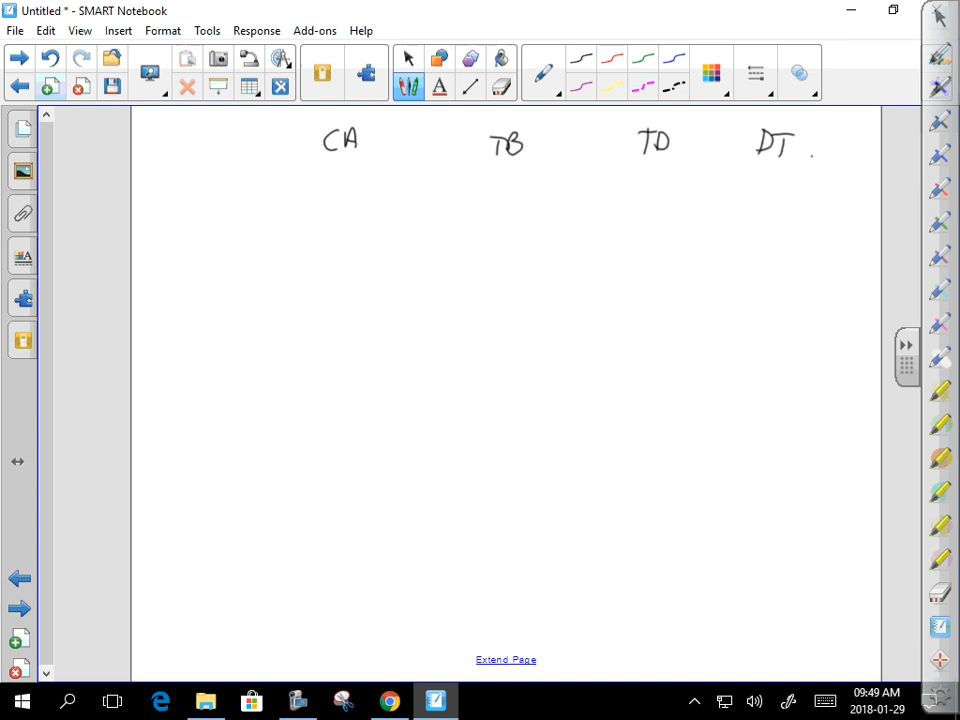 Untitled * - SMART Notebook
File Edit View Insert Format Tools Response Add-ons Help
CA TB TD DT .
Extend Page
09:49 AM
2018-01-29